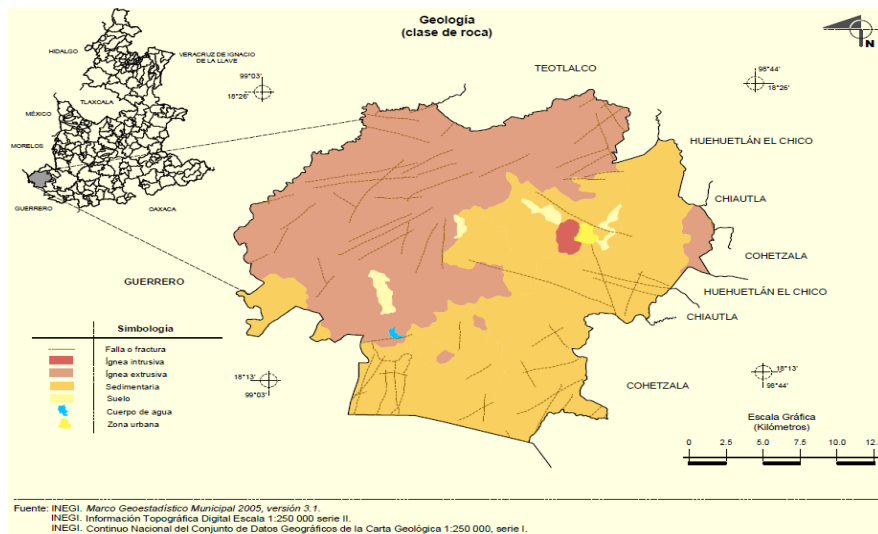 Geología
(clase de roca)
N
HIDALGO
VERACRUZ DE IGNACIO
DE LA LLAVE
TLAXCALA
MÉXICO
MORELOS
GUERRERO
OAXACA
99°03'
18°26'
TEOTLALCO
98°44'
18°26'
HUEHUETLÁN EL CHICO
CHIAUTLA
COHETZALA
HUEHUETLÁN EL CHICO
CHIAUTLA
GUERRERO
COHETZALA
18°13'
99°03'
18°13'
98°44'
Simbología
Falla o fractura
Ígnea intrusiva
Ígnea extrusiva
Sedimentaria
Suelo
Cuerpo de agua
Zona urbana
Escala Gráfica
(Kilómetros)
0 2.5 5.0 7.5 10.0 12.
Fuente: INEGI. Marco Geoestadístico Municipal 2005, versión 3.1.
INEGI. Información Topográfica Digital Escala 1:250 000 serie II.
INEGI. Continuo Nacional del Conjunto de Datos Geográficos de la Carta Geológica 1:250 000, serie I.